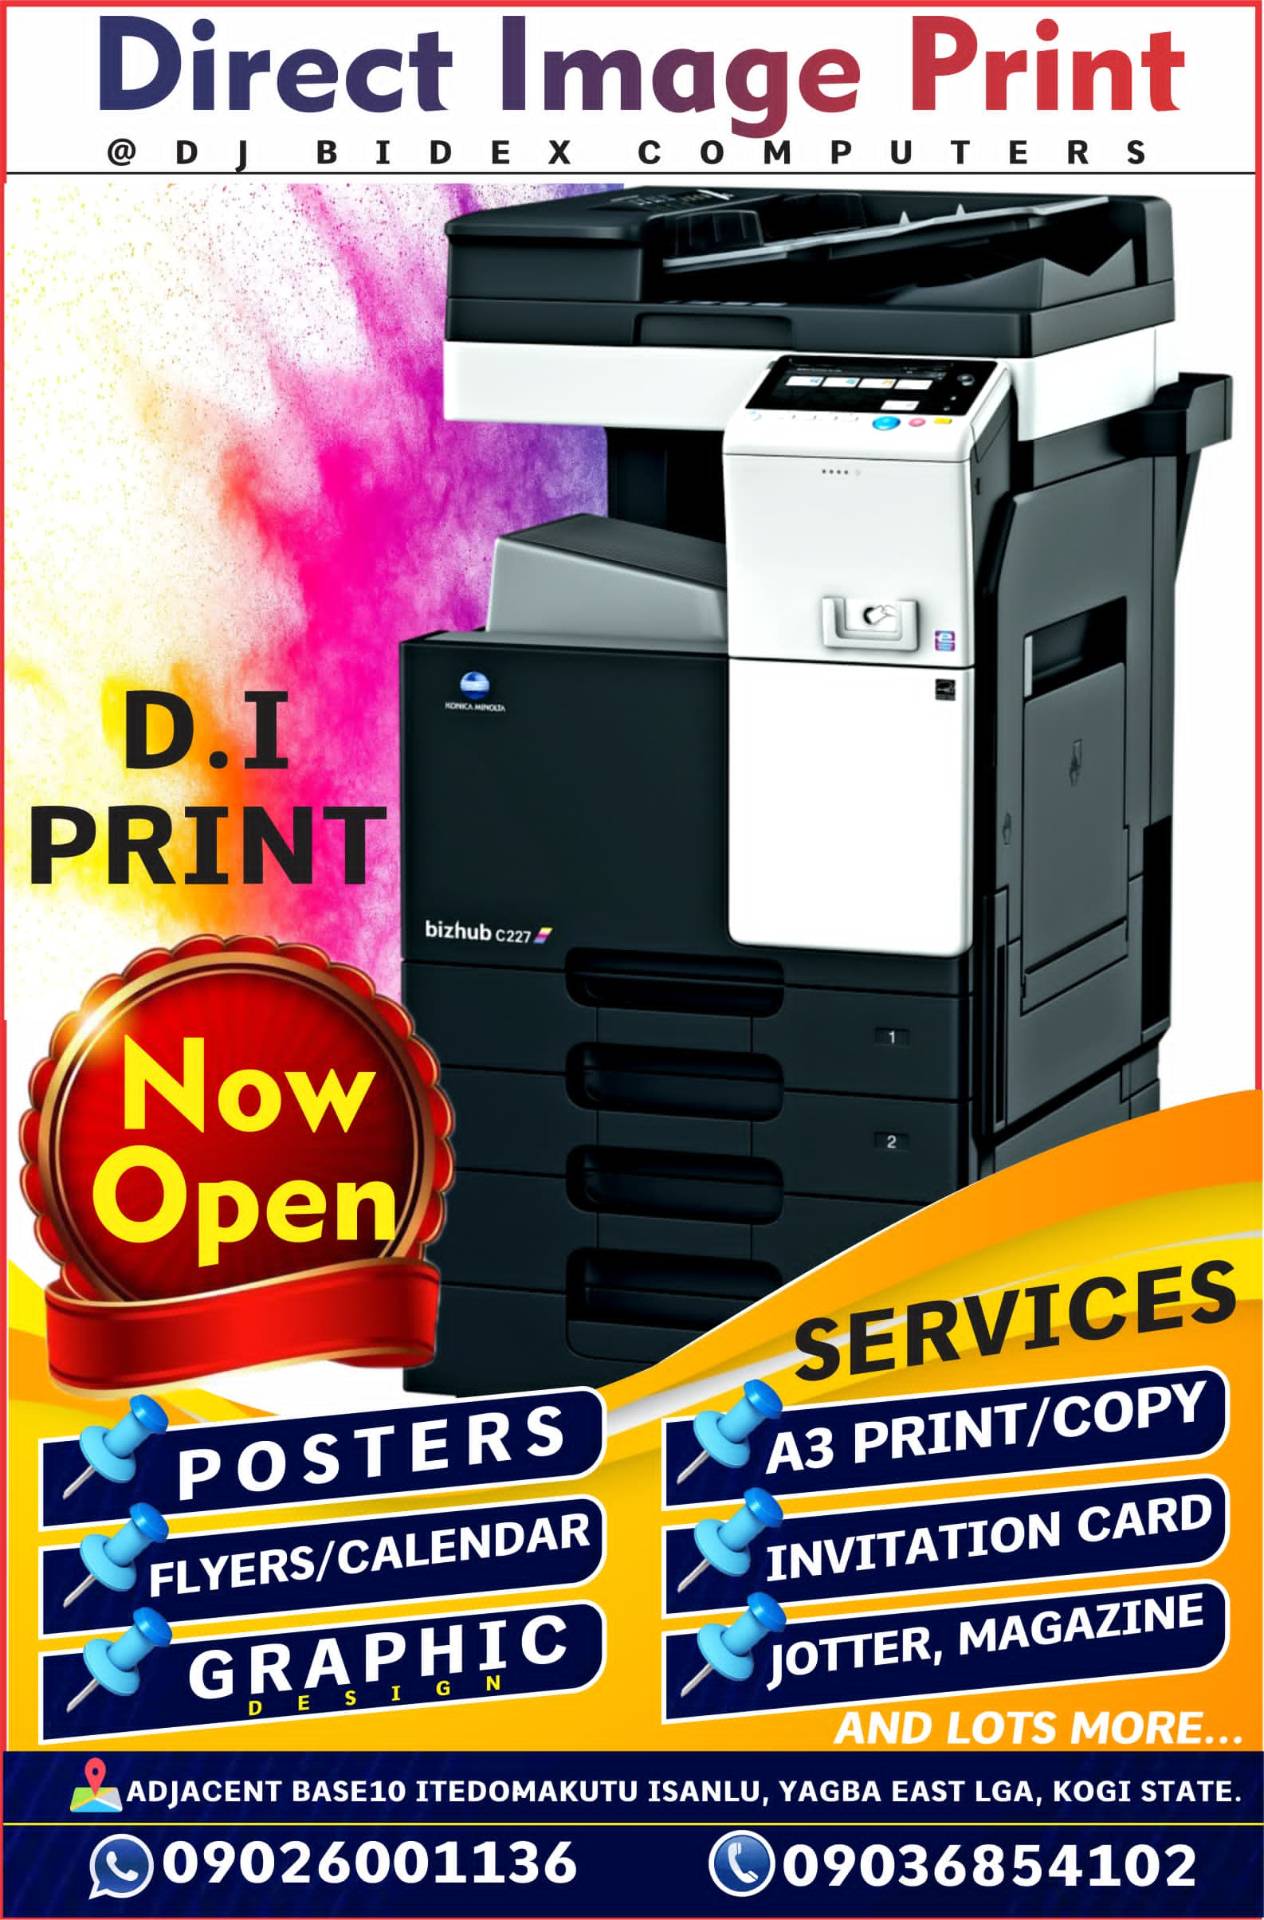 Direct Image Print
@DJ BIDEX COMPUTERS
D.I
PRINT
KONICA MINOLTA
bizhub C227
1
2
Now
Open
SERVICES
POSTERS
FLYERS/CALENDAR
GRAPHIC
DESIGN
A3 PRINT/COPY
INVITATION CARD
JOTTER, MAGAZINE
AND LOTS MORE...
ADJACENT BASE10 ITEDOMAKUTU ISANLU, YAGBA EAST LGA, KOGI STATE.
09026001136
09036854102